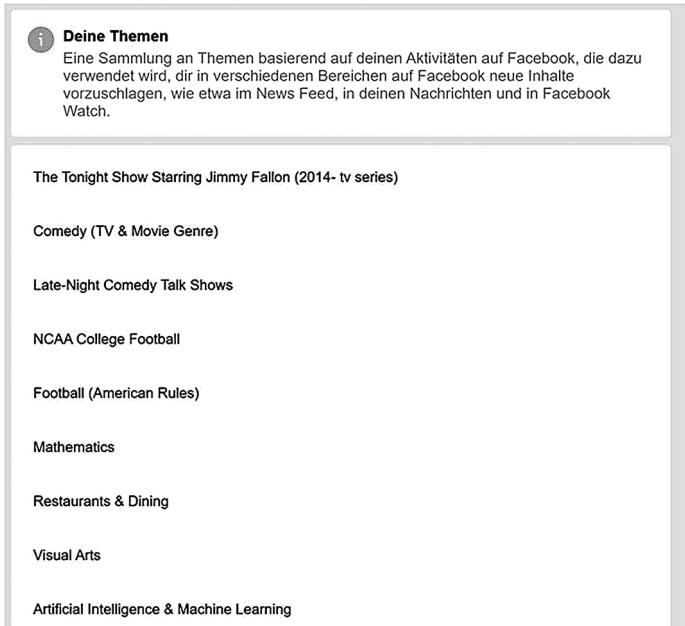 Deine Themen
Eine Sammlung an Themen basierend auf deinen Aktivitäten auf Facebook, die dazu
verwendet wird, dir in verschiedenen Bereichen auf Facebook neue Inhalte
vorzuschlagen, wie etwa im News Feed, in deinen Nachrichten und in Facebook
Watch.
The Tonight Show Starring Jimmy Fallon (2014- tv series)
Comedy (TV & Movie Genre)
Late-Night Comedy Talk Shows
NCAA College Football
Football (American Rules)
Mathematics
Restaurants & Dining
Visual Arts
Artificial Intelligence & Machine Learning